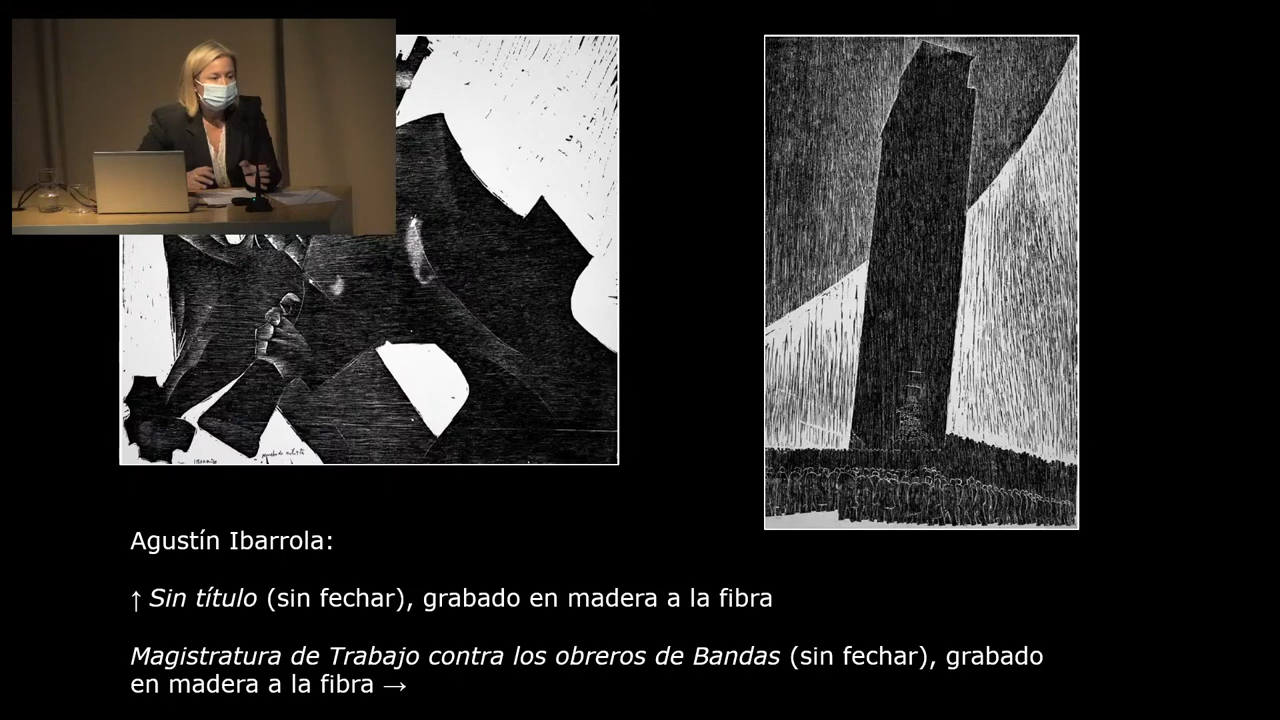 Agustín Ibarrola:
↑ Sin título (sin fechar), grabado en madera a la fibra
Magistratura de Trabajo contra los obreros de Bandas (sin fechar), grabado
en madera a la fibra →